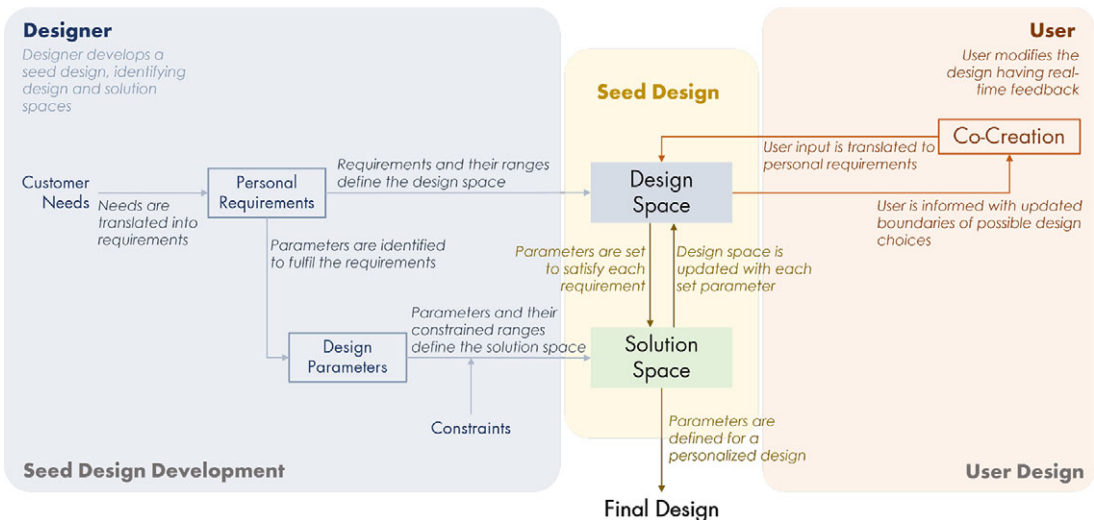 Designer
Designer develops a
seed design, identifying
design and solution
spaces
Customer
Needs
Needs are
translated into
requirements
Personal
Requirements
Requirements and their ranges
define the design space
Parameters are identified
to fulfil the requirements
Design
Parameters
Parameters and their
constrained ranges
define the solution space
Constraints
Seed Design Development
Seed Design
Design
Space
Parameters are set
to satisfy each
requirement
Design space is
updated with each
set parameter
Solution
Space
Parameters are
defined for a
personalized design
Final Design
User
User modifies the
design having real-
time feedback
Co-Creation
User input is translated to
personal requirements
User is informed with updated
boundaries of possible design
choices
User Design